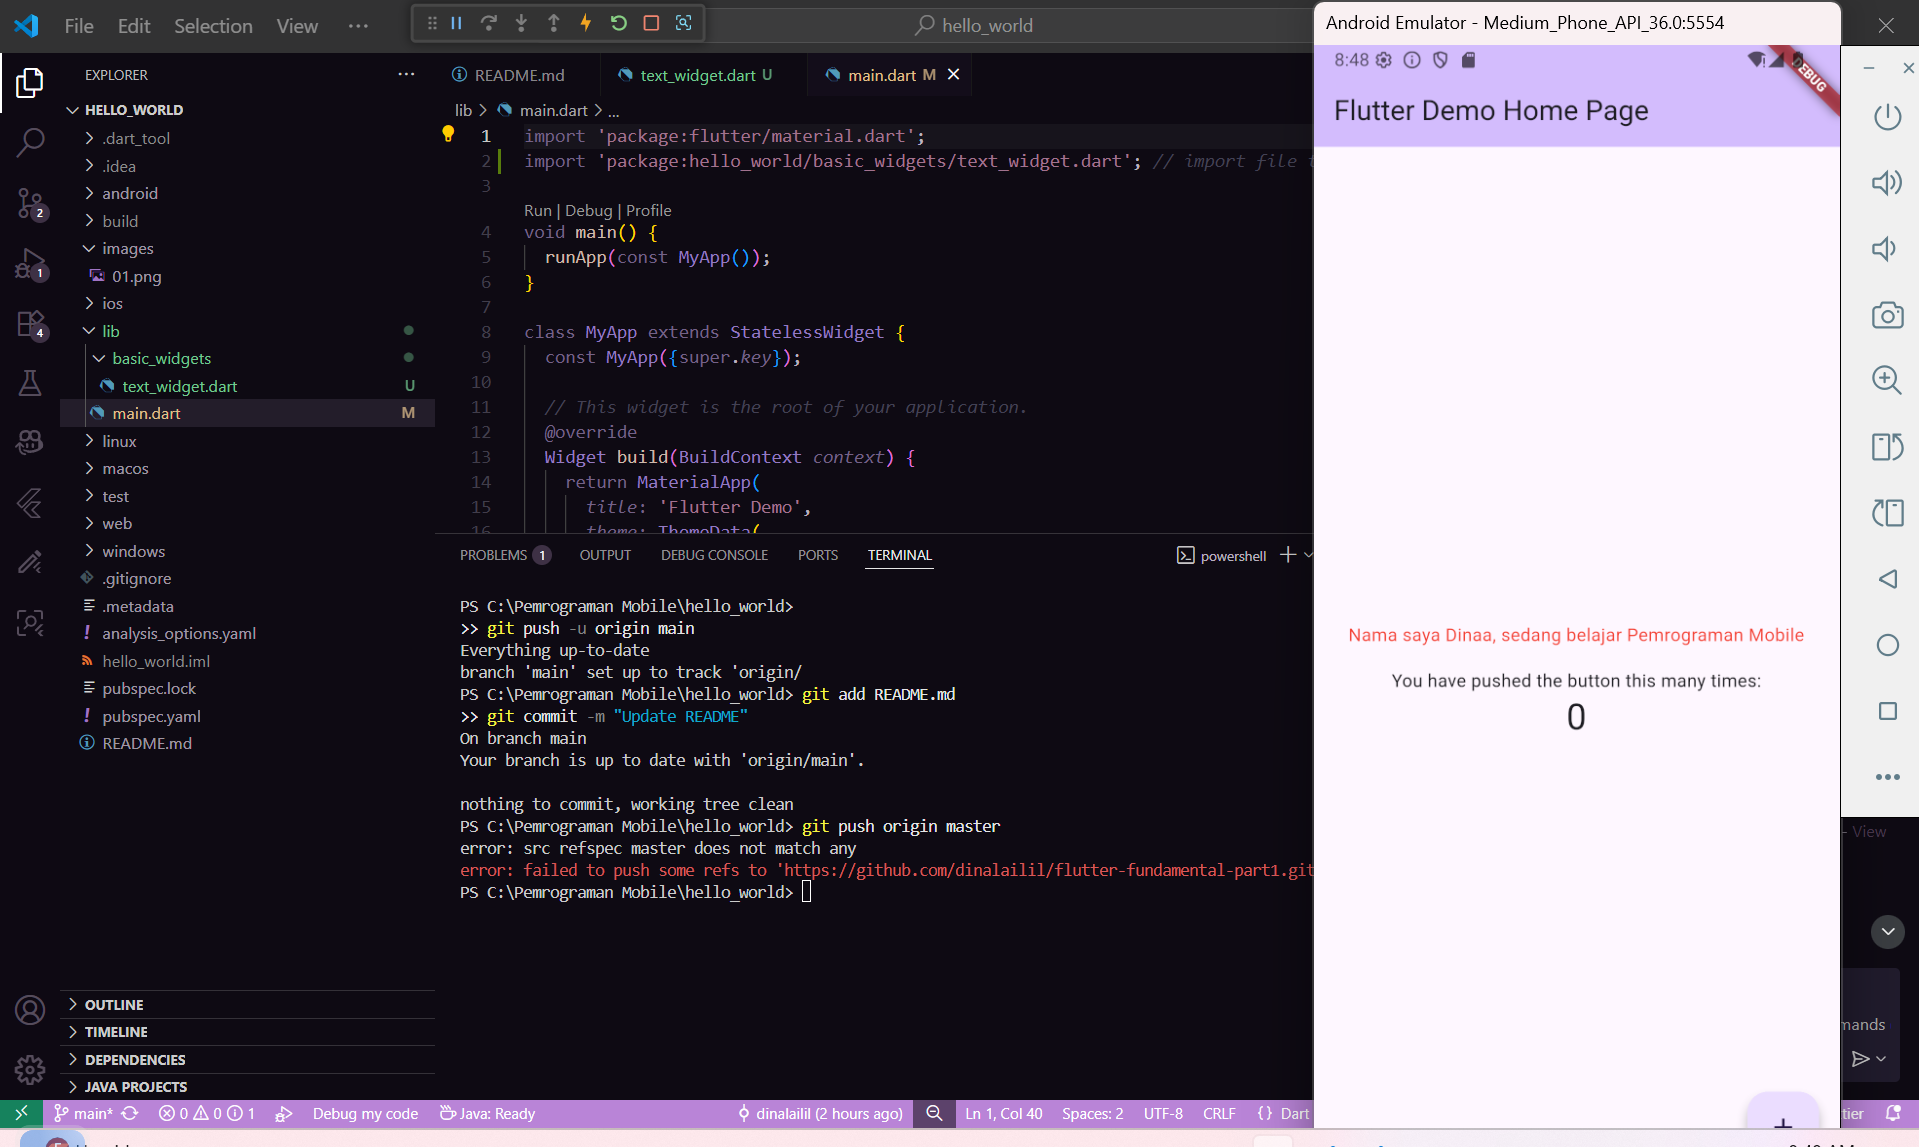 File Edit Selection View ···
hello_world
EXPLORER ···
HELLO_WORLD
.dart_tool
.idea
android
build
images
01.png
ios
lib
basic_widgets
text_widget.dart U
main.dart M
linux
macos
test
web
windows
.gitignore
.metadata
analysis_options.yaml
hello_world.iml
pubspec.lock
pubspec.yaml
README.md
OUTLINE
TIMELINE
DEPENDENCIES
JAVA PROJECTS
2
1
4
README.md text_widget.dart U main.dart M
lib > main.dart > ...
1 import 'package:flutter/material.dart';
2 import 'package:hello_world/basic_widgets/text_widget.dart'; // import file
3
Run | Debug | Profile
4 void main() {
5 runApp(const MyApp());
6 }
7
8 class MyApp extends StatelessWidget {
9 const MyApp({super.key});
10
11 // This widget is the root of your application.
12 @override
13 Widget build(BuildContext context) {
14 return MaterialApp(
15 title: 'Flutter Demo',
16 theme: ThemeData(
PROBLEMS 1 OUTPUT DEBUG CONSOLE PORTS TERMINAL powershell
PS C:\Pemrograman Mobile\hello_world>
>> git push -u origin main
Everything up-to-date
branch 'main' set up to track 'origin/
PS C:\Pemrograman Mobile\hello_world> git add README.md
>> git commit -m "Update README"
On branch main
Your branch is up to date with 'origin/main'.
nothing to commit, working tree clean
PS C:\Pemrograman Mobile\hello_world> git push origin master
error: src refspec master does not match any
error: failed to push some refs to 'https://github.com/dinalailil/flutter-fundamental-part1.git
PS C:\Pemrograman Mobile\hello_world>
Android Emulator - Medium_Phone_API_36.0:5554
8:48
DEBUG
Flutter Demo Home Page
Nama saya Dinaa, sedang belajar Pemrograman Mobile
You have pushed the button this many times:
0
+
- View
mands
main* 0 0 1 Debug my code Java: Ready dinalailil (2 hours ago) Ln 1, Col 40 Spaces: 2 UTF-8 CRLF {} Dart tier